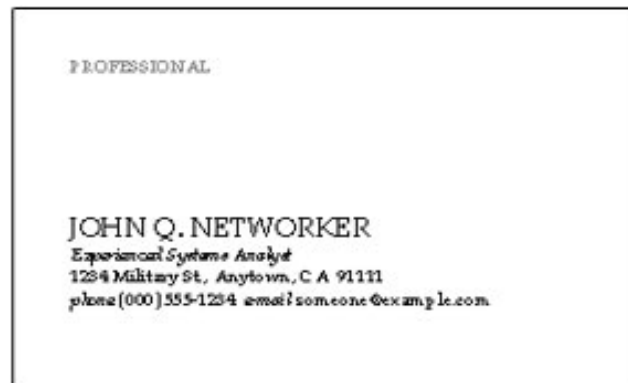 PROFESSIONAL
JOHN Q. NETWORKER
Experienced Systems Analyst
1234 Military St., Anytown, CA 91111
phone (000) 555-1234 email someone@example.com